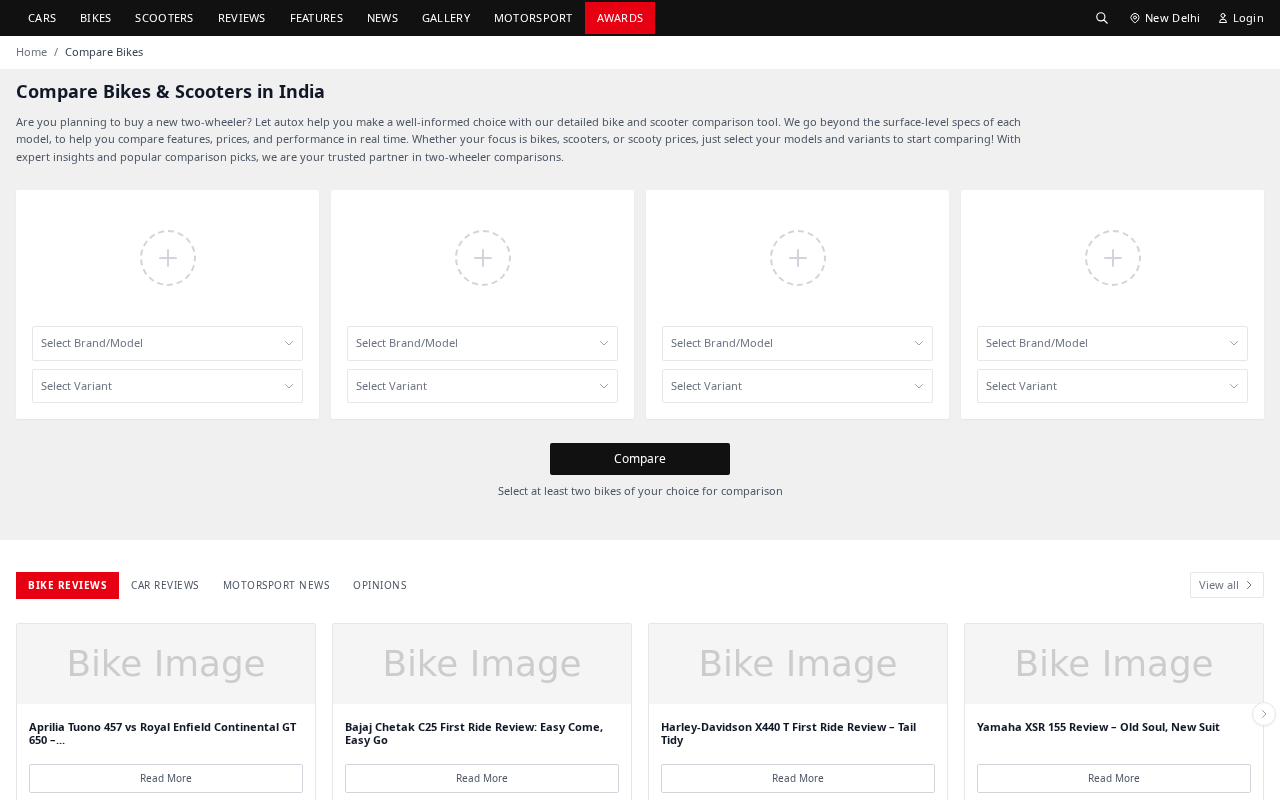 CARS BIKES SCOOTERS REVIEWS FEATURES NEWS GALLERY MOTORSPORT AWARDS New Delhi Login
Home / Compare Bikes
Compare Bikes & Scooters in India
Are you planning to buy a new two-wheeler? Let autox help you make a well-informed choice with our detailed bike and scooter comparison tool. We go beyond the surface-level specs of each
model, to help you compare features, prices, and performance in real time. Whether your focus is bikes, scooters, or scooty prices, just select your models and variants to start comparing! With
expert insights and popular comparison picks, we are your trusted partner in two-wheeler comparisons.
Select Brand/Model Select Brand/Model Select Brand/Model Select Brand/Model
Select Variant Select Variant Select Variant Select Variant
Compare
Select at least two bikes of your choice for comparison
BIKE REVIEWS CAR REVIEWS MOTORSPORT NEWS OPINIONS View all
Bike Image Bike Image Bike Image Bike Image
Aprilia Tuono 457 vs Royal Enfield Continental GT
650 –...
Bajaj Chetak C25 First Ride Review: Easy Come,
Easy Go
Harley-Davidson X440 T First Ride Review – Tail
Tidy
Yamaha XSR 155 Review – Old Soul, New Suit
Read More Read More Read More Read More